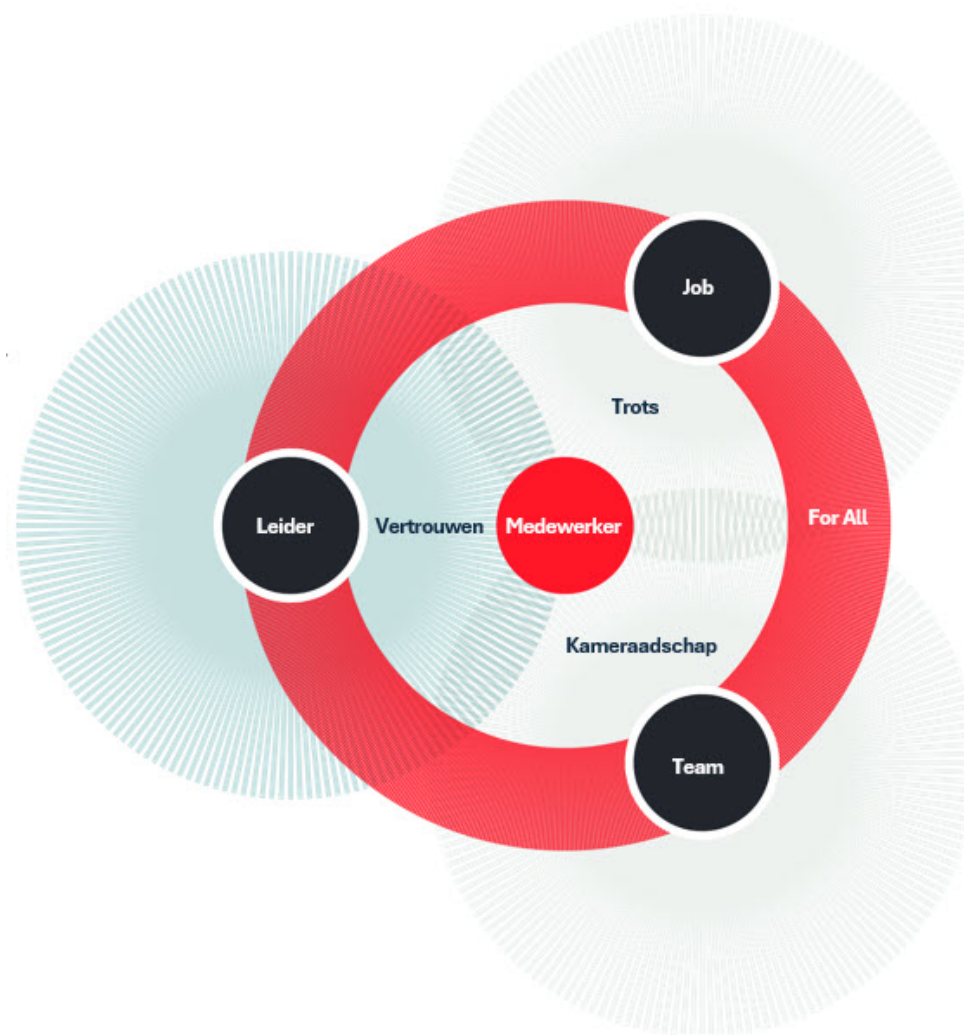 Job
Trots
Leider
Vertrouwen
Medewerker
For All
Kameraadschap
Team